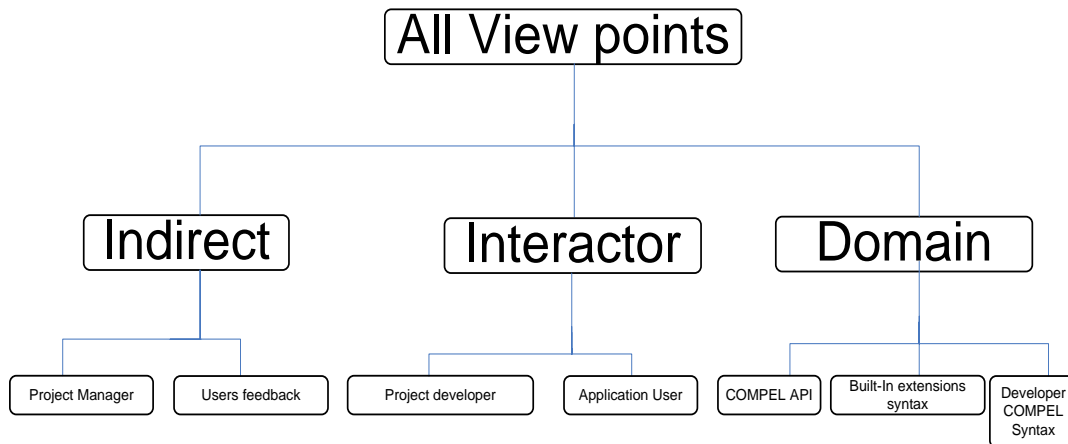 All View points
Indirect
Interactor
Domain
Project Manager
Users feedback
Project developer
Application User
COMPEL API
Built-In extensions
syntax
Developer
COMPEL
Syntax